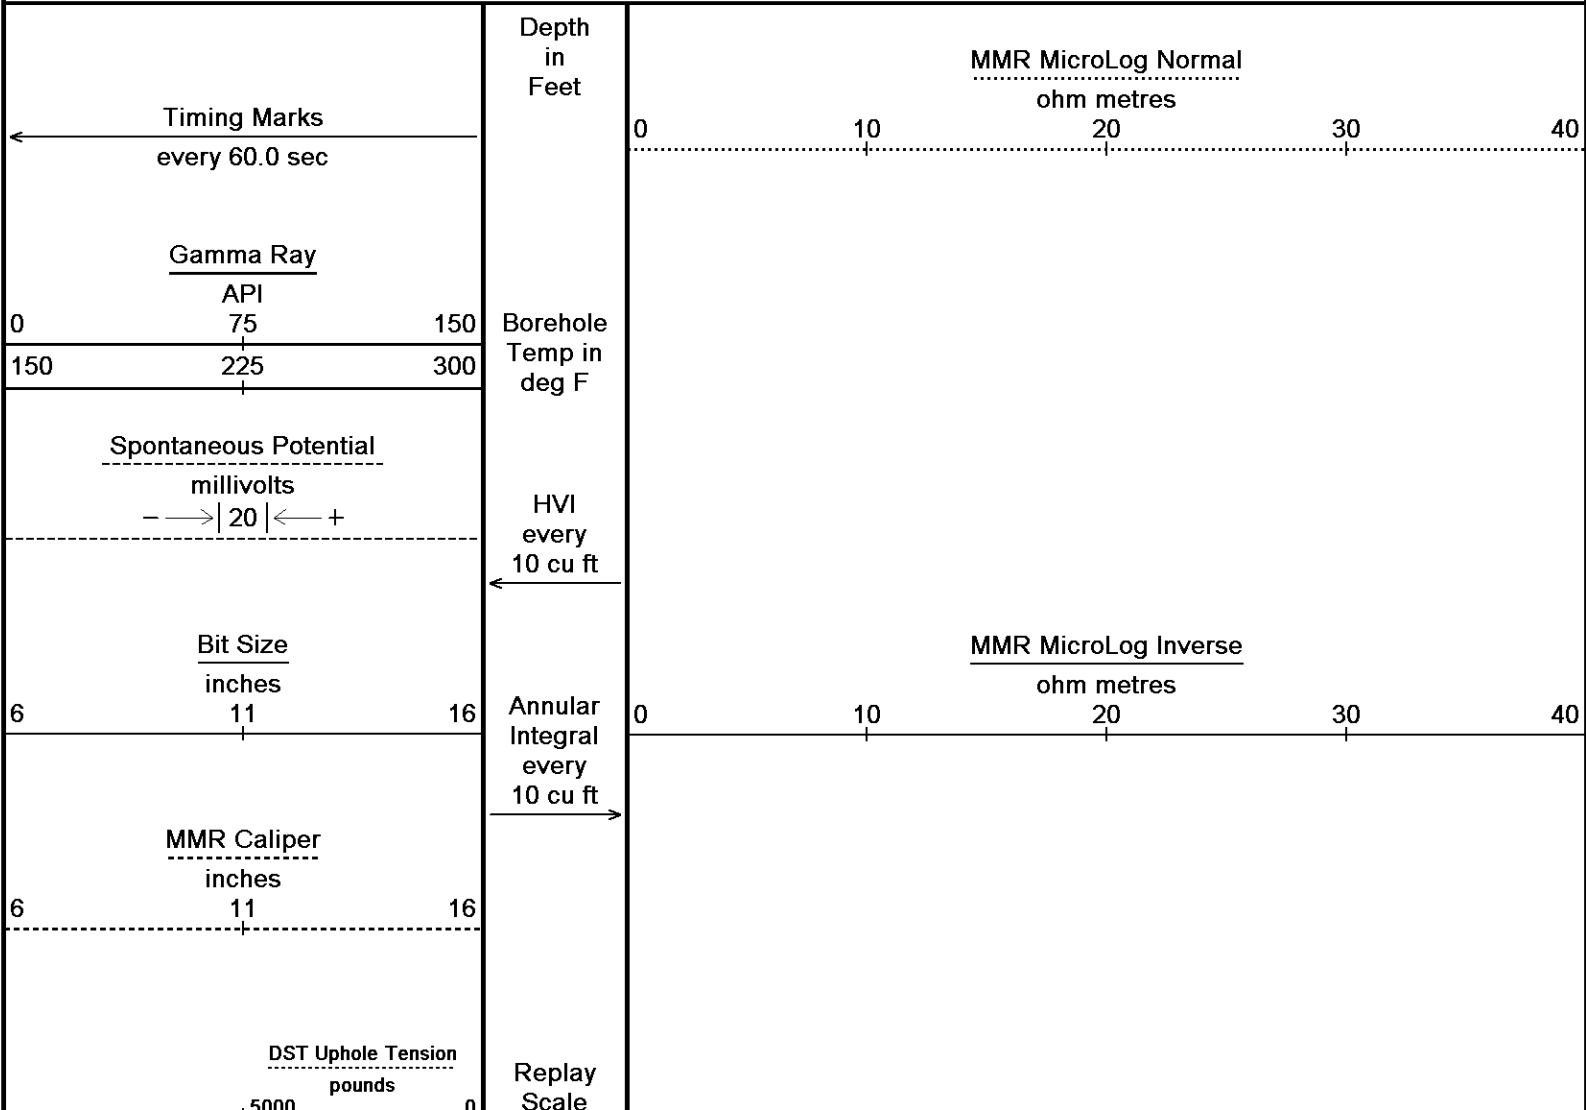 Timing Marks
every 60.0 sec
Gamma Ray
API
0 75 150
150 225 300
Spontaneous Potential
millivolts
− 20 +
Bit Size
inches
6 11 16
MMR Caliper
inches
6 11 16
DST Uphole Tension
pounds
5000 0
Depth
in
Feet
Borehole
Temp in
deg F
HVI
every
10 cu ft
Annular
Integral
every
10 cu ft
Replay
Scale
MMR MicroLog Normal
ohm metres
0 10 20 30 40
MMR MicroLog Inverse
ohm metres
0 10 20 30 40